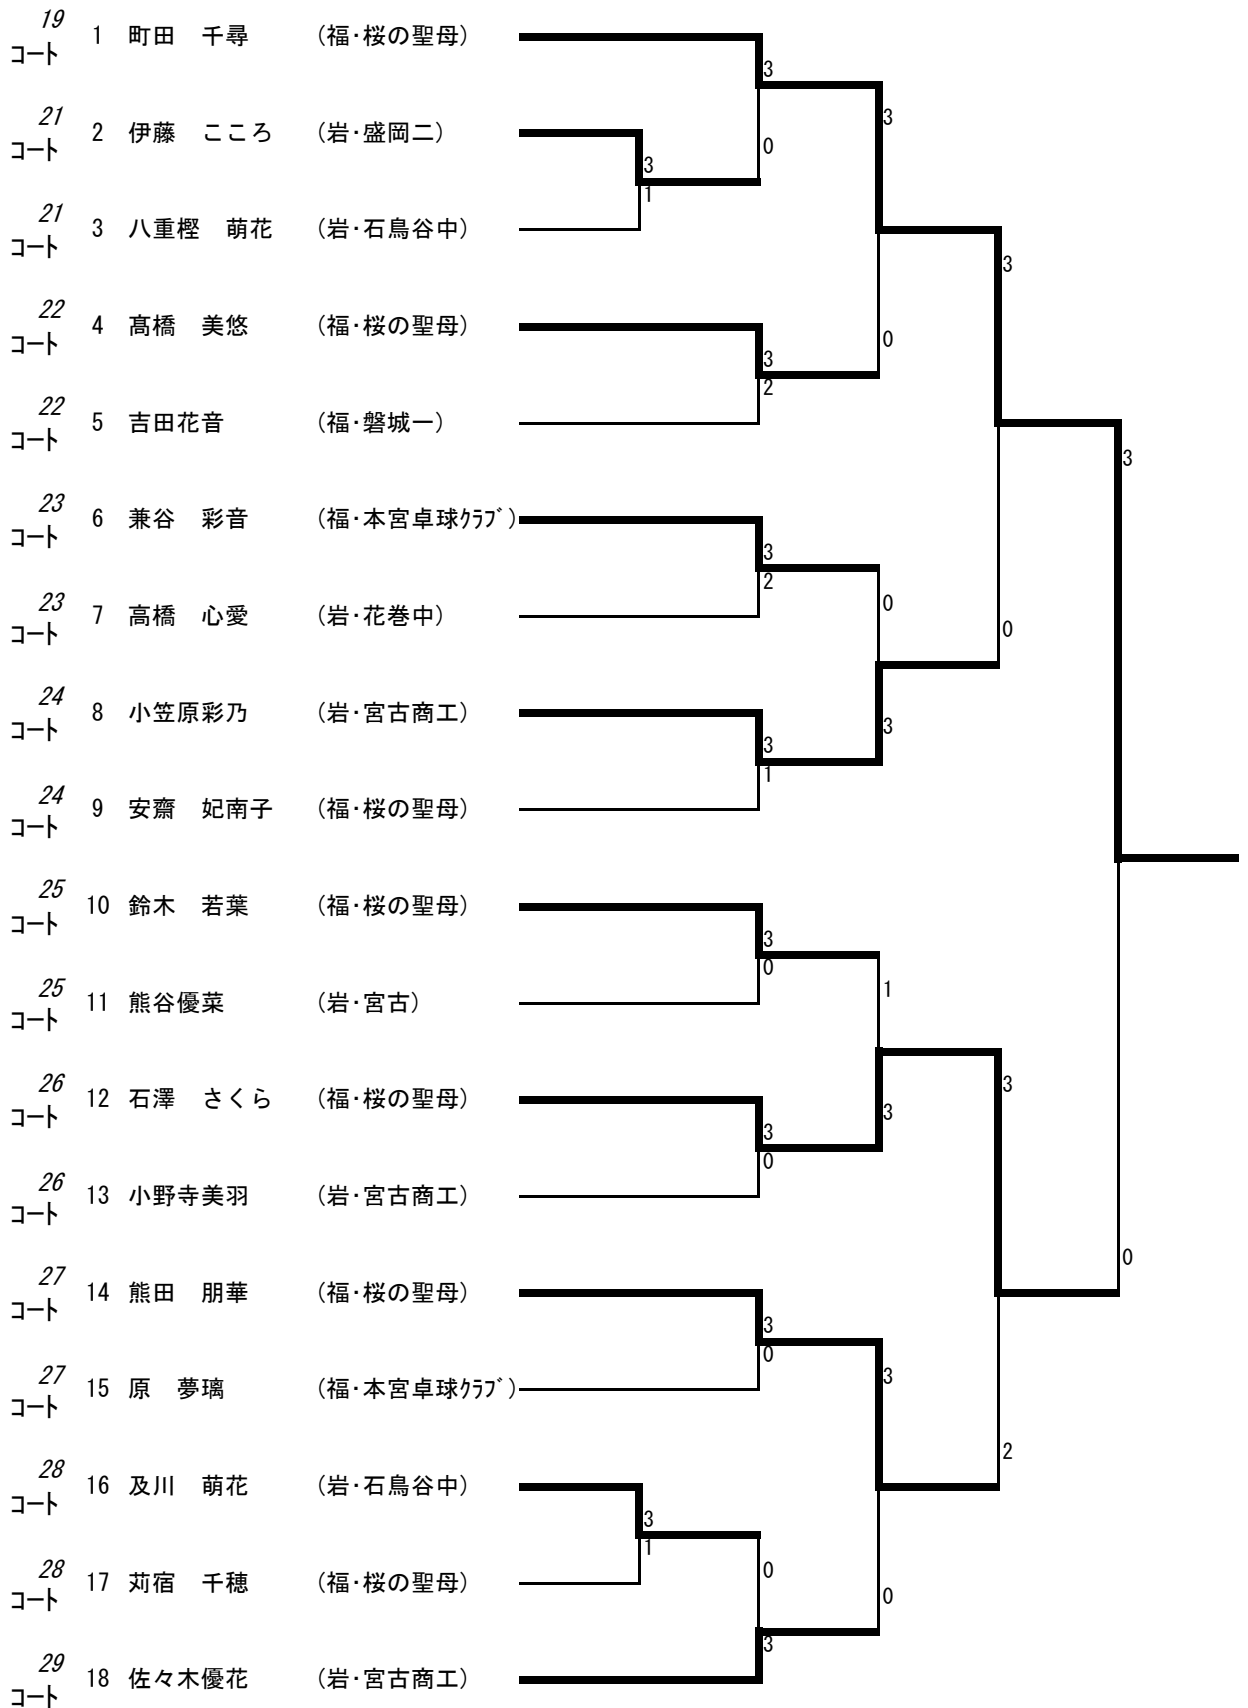 19
コート 1 町田　千尋 (福･桜の聖母)
3
3
21
コート 2 伊藤　こころ (岩･盛岡二)
0
3
1
21
コート 3 八重樫　萌花 (岩･石鳥谷中)
3
22
コート 4 髙橋　美悠 (福･桜の聖母)
0
3
2
22
コート 5 吉田花音 (福･磐城一)
3
23
コート 6 兼谷　彩音 (福･本宮卓球ｸﾗﾌﾞ)
3
2
0
23
コート 7 高橋　心愛 (岩･花巻中)
0
24
コート 8 小笠原彩乃 (岩･宮古商工)
3
3
1
24
コート 9 安齋　妃南子 (福･桜の聖母)
25
コート 10 鈴木　若葉 (福･桜の聖母)
3
0
1
25
コート 11 熊谷優菜 (岩･宮古)
3
26
コート 12 石澤　さくら (福･桜の聖母)
3
3
0
26
コート 13 小野寺美羽 (岩･宮古商工)
0
27
コート 14 熊田　朋華 (福･桜の聖母)
3
0
3
27
コート 15 原　夢璃 (福･本宮卓球ｸﾗﾌﾞ)
2
28
コート 16 及川　萌花 (岩･石鳥谷中)
3
1
0
28
コート 17 苅宿　千穂 (福･桜の聖母)
0
3
29
コート 18 佐々木優花 (岩･宮古商工)